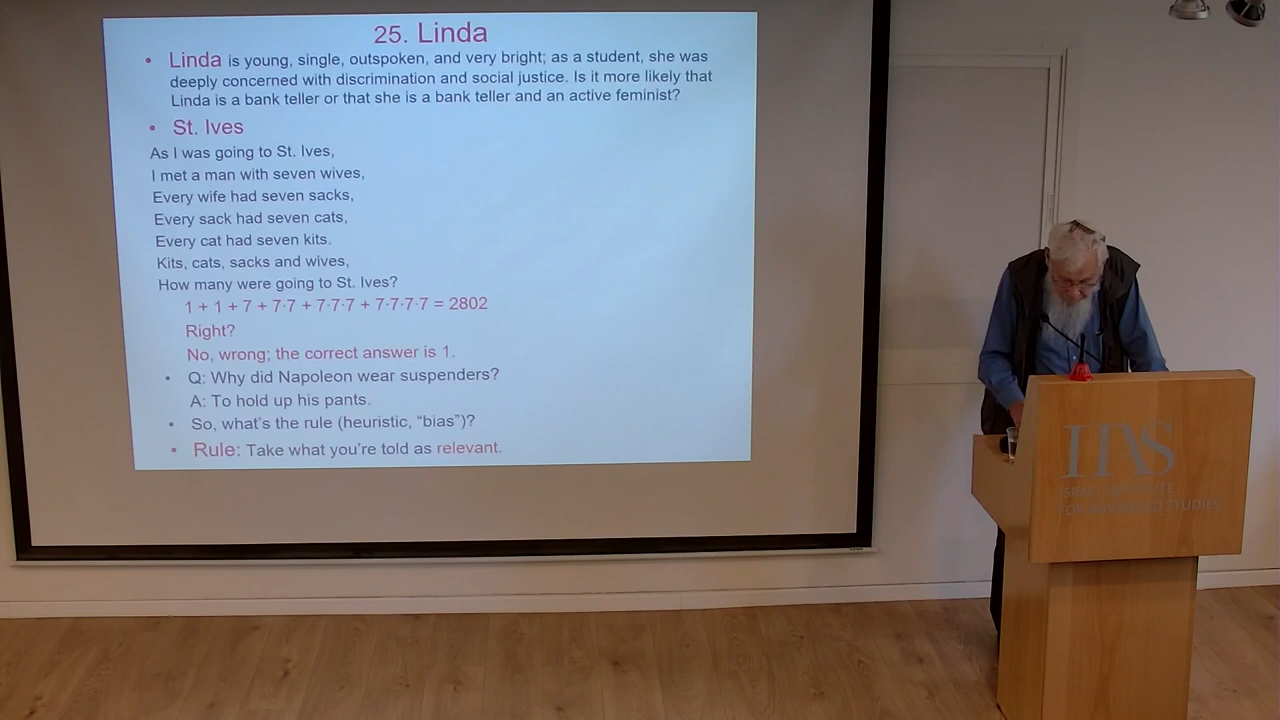 25. Linda
• Linda is young, single, outspoken, and very bright; as a student, she was
deeply concerned with discrimination and social justice. Is it more likely that
Linda is a bank teller or that she is a bank teller and an active feminist?
• St. Ives
As I was going to St. Ives,
I met a man with seven wives,
Every wife had seven sacks,
Every sack had seven cats,
Every cat had seven kits.
Kits, cats, sacks and wives,
How many were going to St. Ives?
1 + 1 + 7 + 7·7 + 7·7·7 + 7·7·7·7 = 2802
Right?
No, wrong; the correct answer is 1.
• Q: Why did Napoleon wear suspenders?
A: To hold up his pants.
• So, what's the rule (heuristic, "bias")?
• Rule: Take what you're told as relevant.
IIAS
ISRAEL INSTITUTE
FOR ADVANCED STUDIES